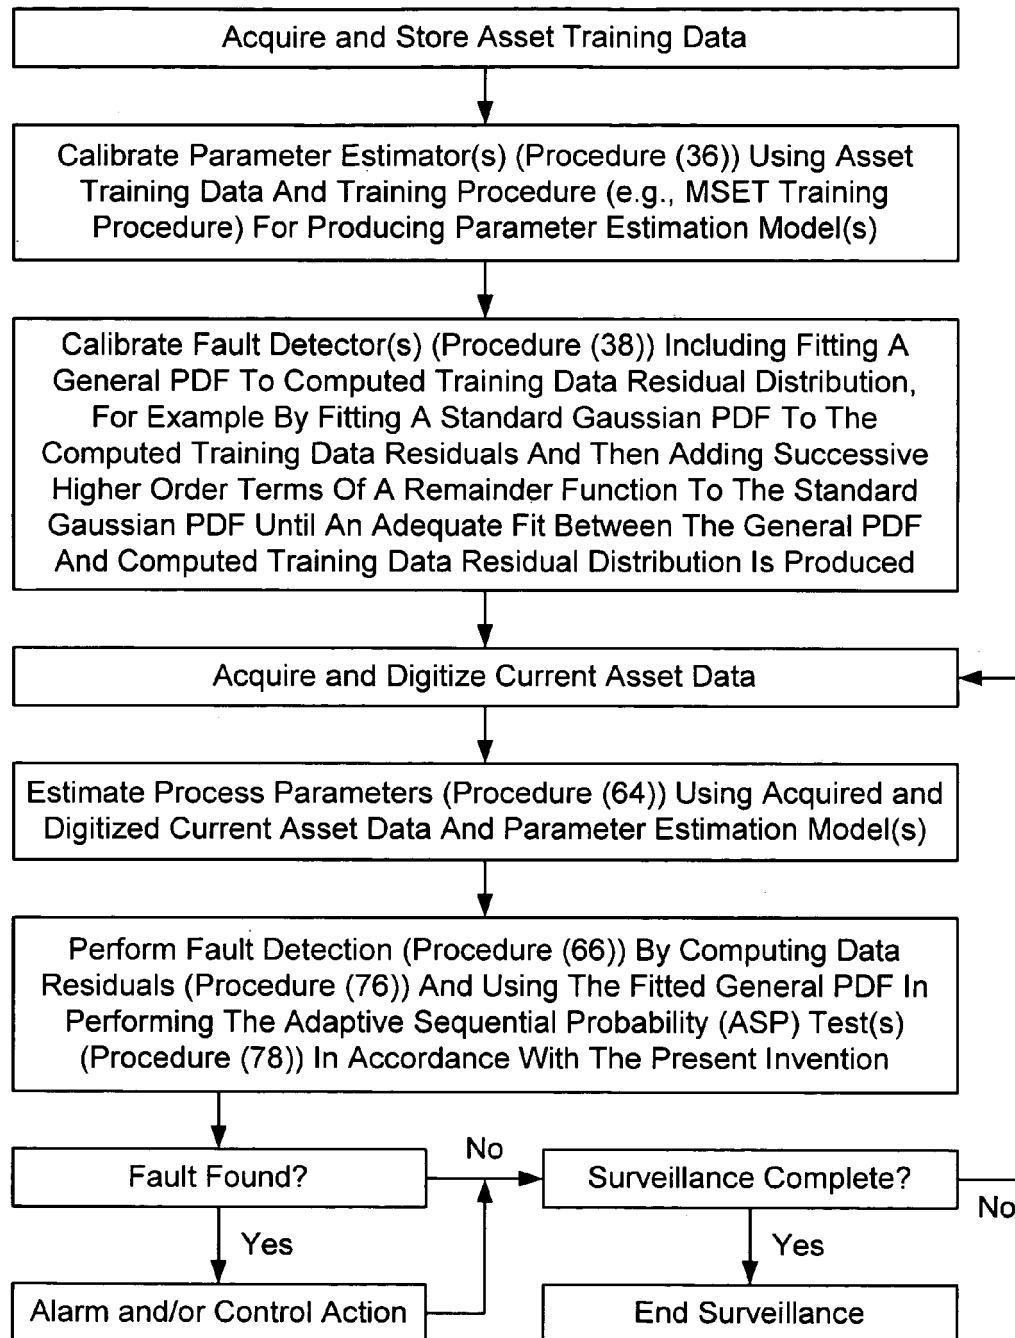 Acquire and Store Asset Training Data
Calibrate Parameter Estimator(s) (Procedure (36)) Using Asset
Training Data And Training Procedure (e.g., MSET Training
Procedure) For Producing Parameter Estimation Model(s)
Calibrate Fault Detector(s) (Procedure (38)) Including Fitting A
General PDF To Computed Training Data Residual Distribution,
For Example By Fitting A Standard Gaussian PDF To The
Computed Training Data Residuals And Then Adding Successive
Higher Order Terms Of A Remainder Function To The Standard
Gaussian PDF Until An Adequate Fit Between The General PDF
And Computed Training Data Residual Distribution Is Produced
Acquire and Digitize Current Asset Data
Estimate Process Parameters (Procedure (64)) Using Acquired and
Digitized Current Asset Data And Parameter Estimation Model(s)
Perform Fault Detection (Procedure (66)) By Computing Data
Residuals (Procedure (76)) And Using The Fitted General PDF In
Performing The Adaptive Sequential Probability (ASP) Test(s)
(Procedure (78)) In Accordance With The Present Invention
Fault Found?
No
Surveillance Complete?
No
Yes
Yes
Alarm and/or Control Action
End Surveillance